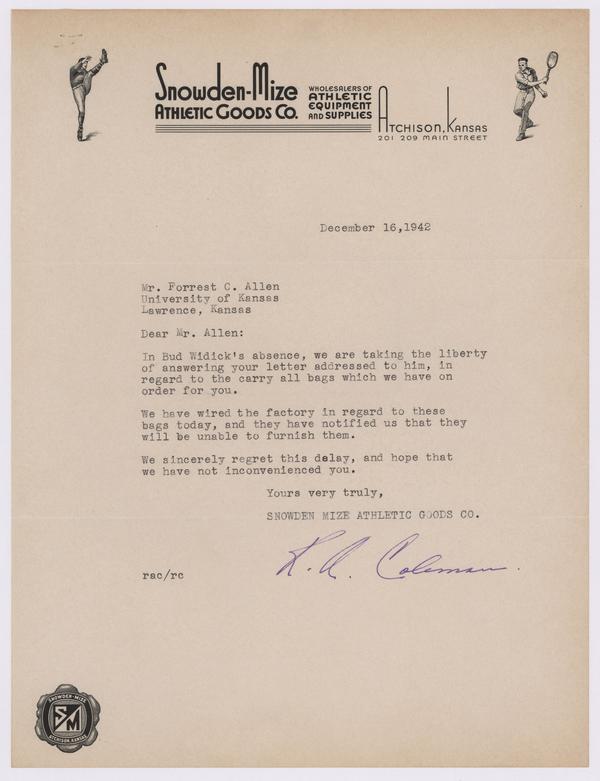 Snowden-Mize
ATHLETIC GOODS CO.
WHOLESALERS OF
ATHLETIC
EQUIPMENT
AND SUPPLIES
ATCHISON, KANSAS
201 209 MAIN STREET
December 16,1942
Mr. Forrest C. Allen
University of Kansas
Lawrence, Kansas
Dear Mr. Allen:
In Bud Widick's absence, we are taking the liberty
of answering your letter addressed to him, in
regard to the carry all bags which we have on
order for you.
We have wired the factory in regard to these
bags today, and they have notified us that they
will be unable to furnish them.
We sincerely regret this delay, and hope that
we have not inconvenienced you.
Yours very truly,
SNOWDEN MIZE ATHLETIC GOODS CO.
R. A. Coleman.
rac/rc
SNOWDEN-MIZE
SM
ATCHISON, KANSAS